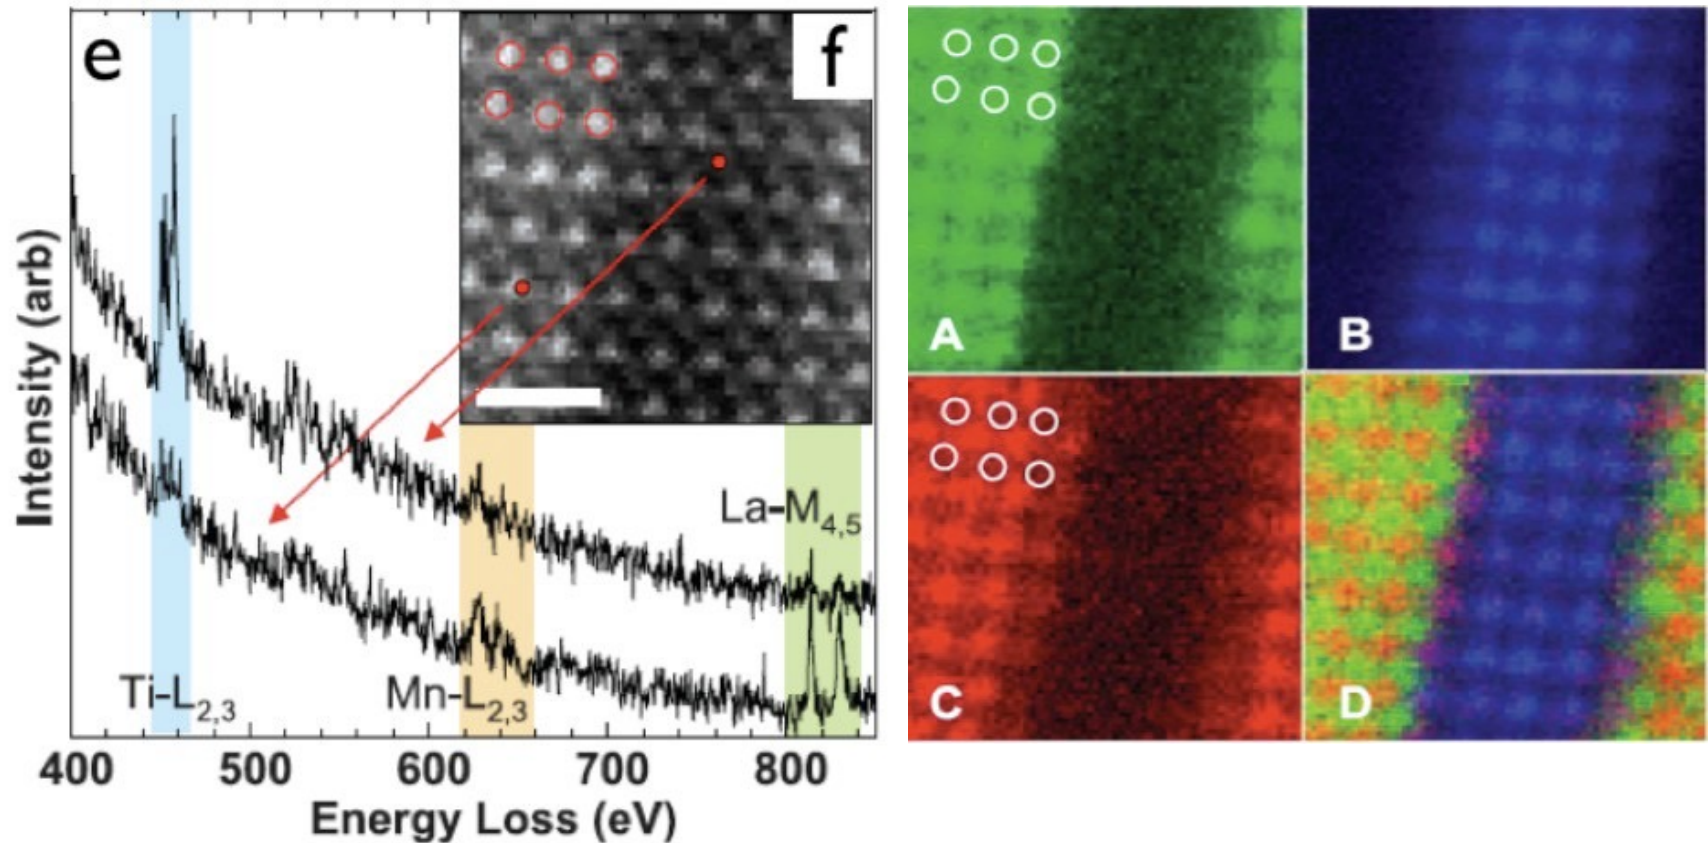 e
f
Intensity (arb)
La-M4,5
Ti-L2,3
Mn-L2,3
400 500 600 700 800
Energy Loss (eV)
A
B
C
D